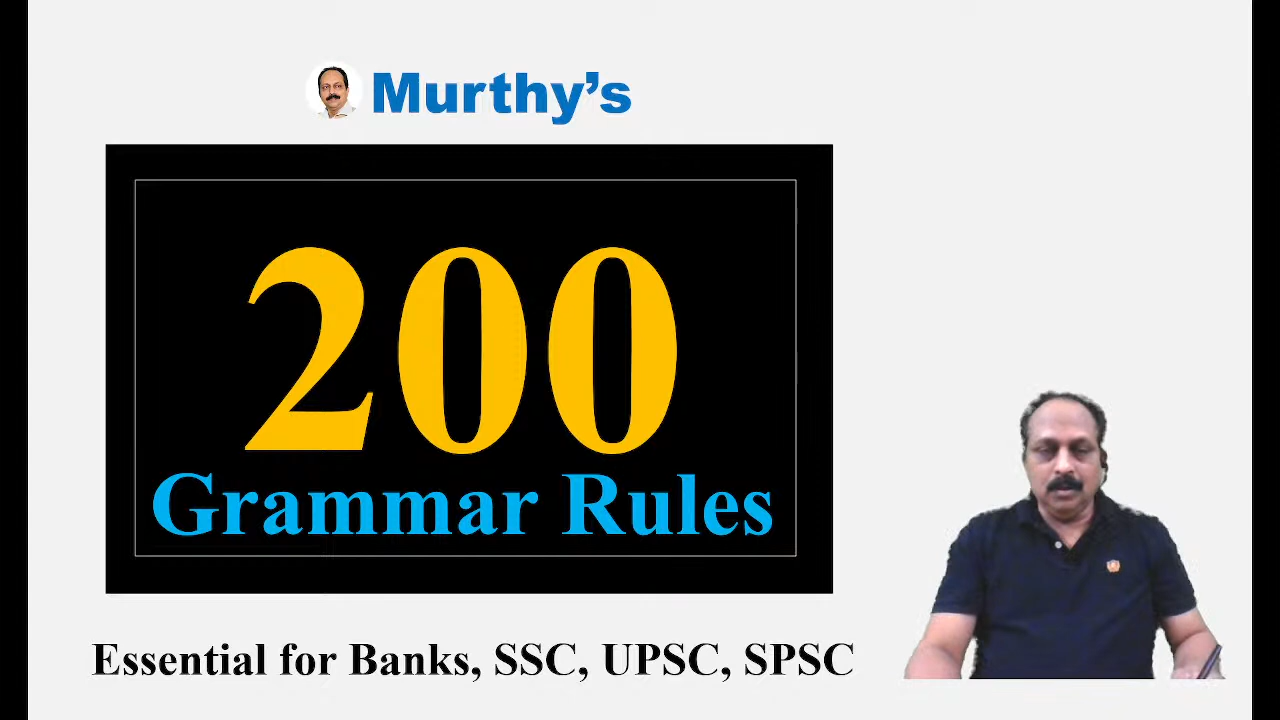 Murthy’s
200
Grammar Rules
Essential for Banks, SSC, UPSC, SPSC